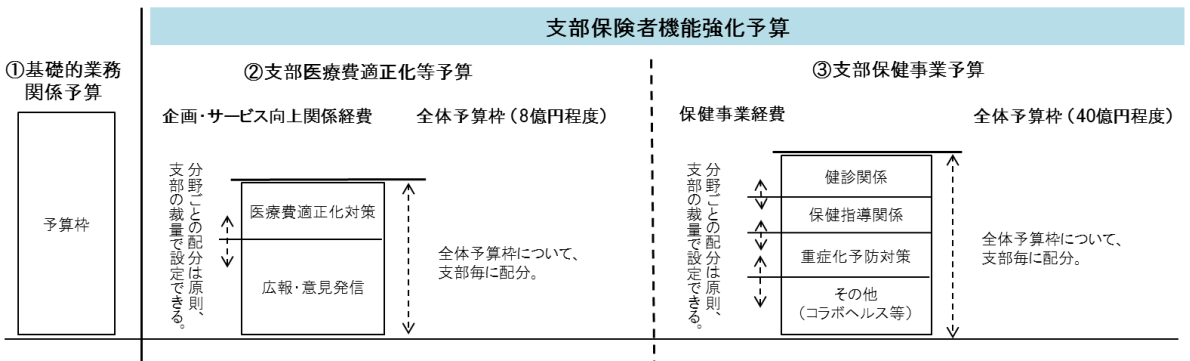 支部保険者機能強化予算
①基礎的業務
関係予算
予算枠
②支部医療費適正化等予算
企画・サービス向上関係経費
全体予算枠（8億円程度）
分野ごとの配分は原則、
支部の裁量で設定できる。
医療費適正化対策
広報・意見発信
全体予算枠について、
支部毎に配分。
③支部保健事業予算
保健事業経費
全体予算枠（40億円程度）
分野ごとの配分は原則、
支部の裁量で設定できる。
健診関係
保健指導関係
重症化予防対策
その他
（コラボヘルス等）
全体予算枠について、
支部毎に配分。